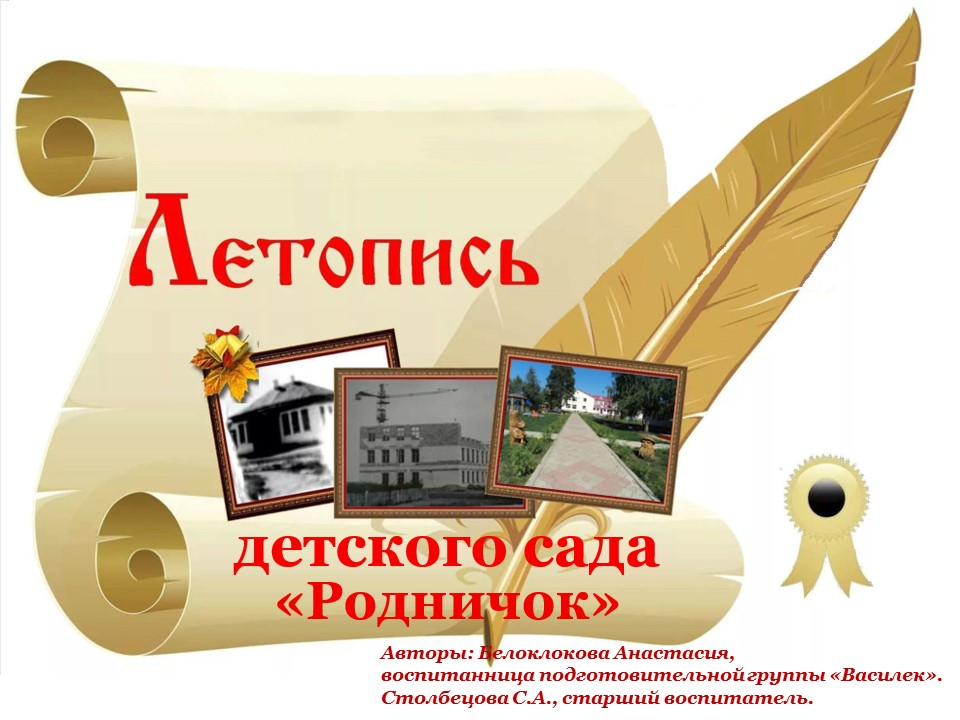 Летопись
детского сада
«Родничок»
Авторы: Белоклокова Анастасия,
воспитанница подготовительной группы «Василек».
Столбецова С.А., старший воспитатель.